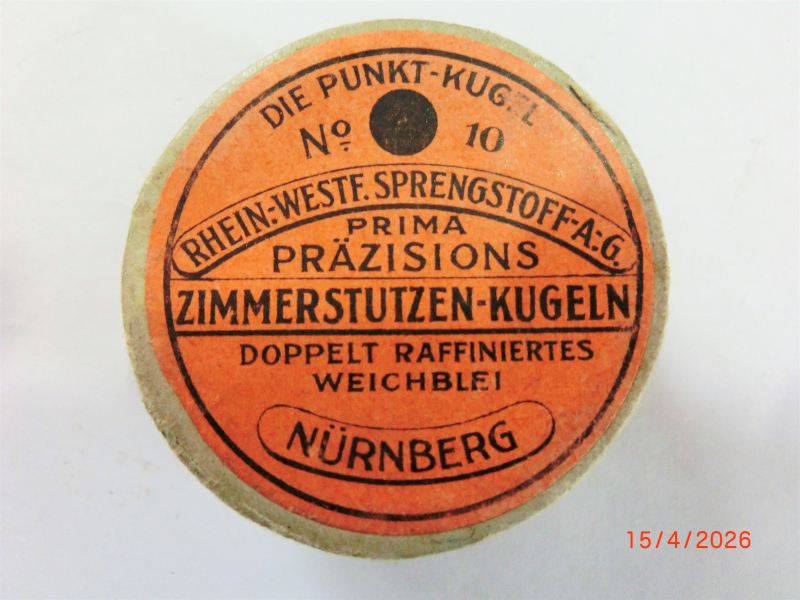 DIE PUNKT-KUGEL
Nº 10
RHEIN.-WESTF. SPRENGSTOFF-A.-G.
PRIMA
PRÄZISIONS
ZIMMERSTUTZEN-KUGELN
DOPPELT RAFFINIERTES
WEICHBLEI
NÜRNBERG
15/4/2026